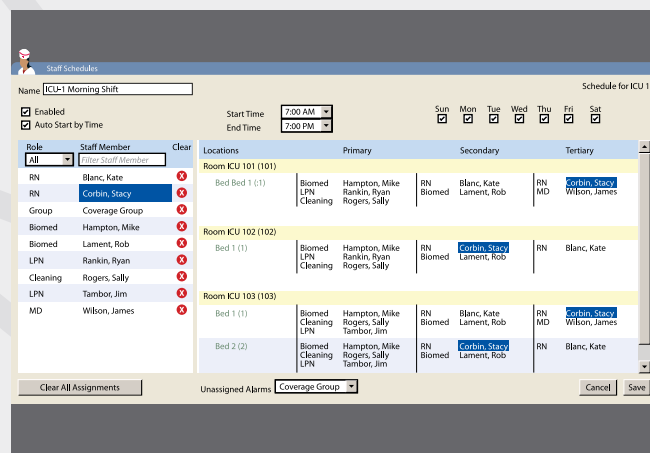 Staff Schedules
Name ICU-1 Morning Shift Schedule for ICU 1
Enabled
Auto Start by Time
Start Time 7:00 AM
End Time 7:00 PM
Sun Mon Tue Wed Thu Fri Sat
Role Staff Member Clear
All Filter Staff Member
RN Blanc, Kate X
RN Corbin, Stacy X
Group Coverage Group X
Biomed Hampton, Mike X
Biomed Lament, Rob X
LPN Rankin, Ryan X
Cleaning Rogers, Sally X
LPN Tambor, Jim X
MD Wilson, James X
Locations Primary Secondary Tertiary
Room ICU 101 (101)
Bed Bed 1 (:1) Biomed Hampton, Mike RN Blanc, Kate RN Corbin, Stacy
LPN Rankin, Ryan Biomed Lament, Rob MD Wilson, James
Cleaning Rogers, Sally
Room ICU 102 (102)
Bed 1 (1) Biomed Hampton, Mike RN Corbin, Stacy RN Blanc, Kate
LPN Rankin, Ryan Biomed Lament, Rob
Cleaning Rogers, Sally
Room ICU 103 (103)
Bed 1 (1) Biomed Hampton, Mike RN Blanc, Kate RN Corbin, Stacy
Cleaning Rogers, Sally Biomed Lament, Rob MD Wilson, James
LPN Tambor, Jim
Bed 2 (2) Biomed Hampton, Mike RN Corbin, Stacy RN Blanc, Kate
Cleaning Rogers, Sally Biomed Lament, Rob
LPN Tambor, Jim
Clear All Assignments Unassigned Alarms Coverage Group Cancel Save